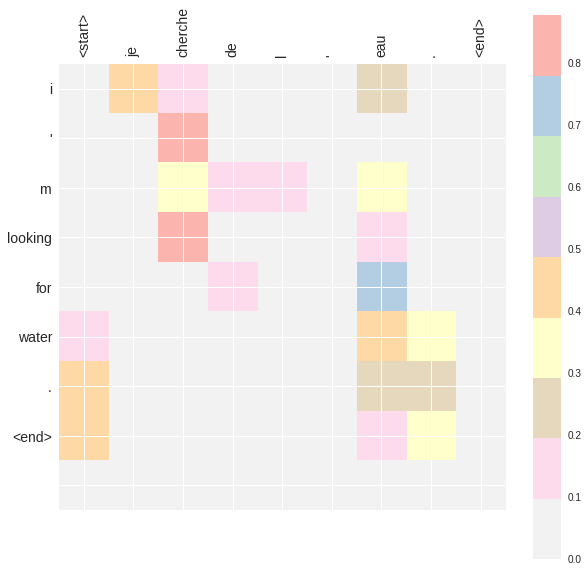 <start> je cherche de l ' eau . <end>
i
'
m
looking
for
water
.
<end>
0.8
0.7
0.6
0.5
0.4
0.3
0.2
0.1
0.0